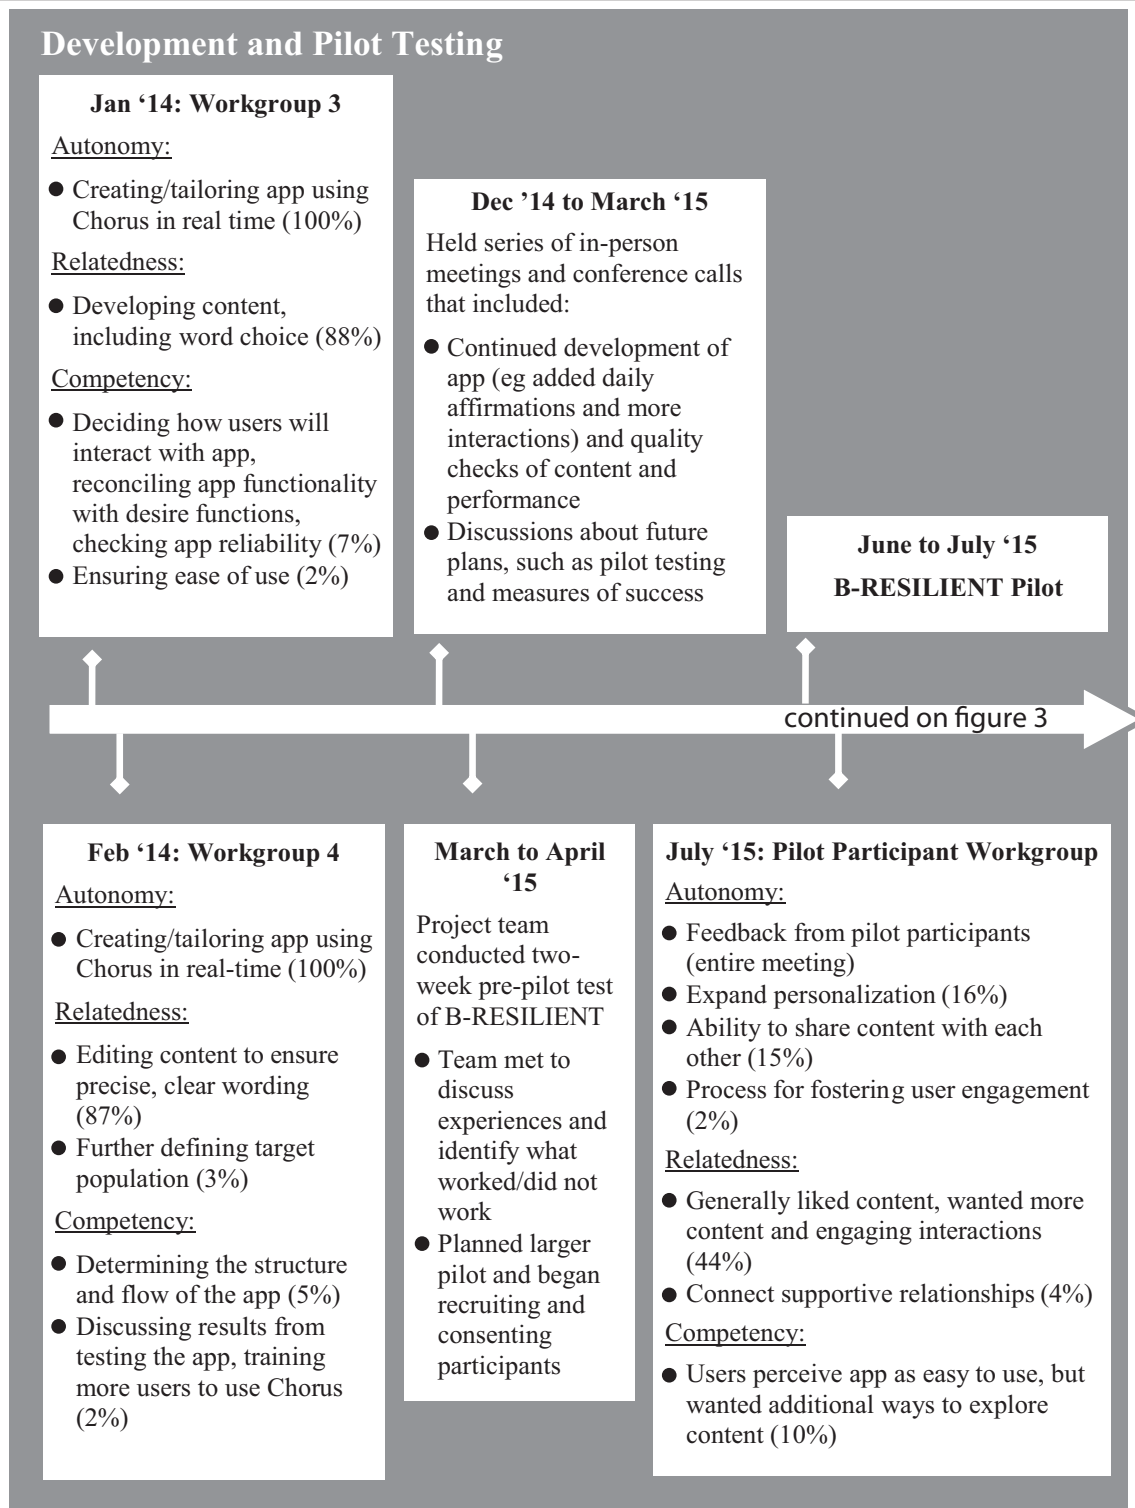 Development and Pilot Testing
Jan ‘14: Workgroup 3
Autonomy:
● Creating/tailoring app using
Chorus in real time (100%)
Relatedness:
● Developing content,
including word choice (88%)
Competency:
● Deciding how users will
interact with app,
reconciling app functionality
with desire functions,
checking app reliability (7%)
● Ensuring ease of use (2%)
Dec ’14 to March ‘15
Held series of in-person
meetings and conference calls
that included:
● Continued development of
app (eg added daily
affirmations and more
interactions) and quality
checks of content and
performance
● Discussions about future
plans, such as pilot testing
and measures of success
June to July ‘15
B-RESILIENT Pilot
continued on figure 3
Feb ‘14: Workgroup 4
Autonomy:
● Creating/tailoring app using
Chorus in real-time (100%)
Relatedness:
● Editing content to ensure
precise, clear wording
(87%)
● Further defining target
population (3%)
Competency:
● Determining the structure
and flow of the app (5%)
● Discussing results from
testing the app, training
more users to use Chorus
(2%)
March to April
‘15
Project team
conducted two-
week pre-pilot test
of B-RESILIENT
● Team met to
discuss
experiences and
identify what
worked/did not
work
● Planned larger
pilot and began
recruiting and
consenting
participants
July ‘15: Pilot Participant Workgroup
Autonomy:
● Feedback from pilot participants
(entire meeting)
● Expand personalization (16%)
● Ability to share content with each
other (15%)
● Process for fostering user engagement
(2%)
Relatedness:
● Generally liked content, wanted more
content and engaging interactions
(44%)
● Connect supportive relationships (4%)
Competency:
● Users perceive app as easy to use, but
wanted additional ways to explore
content (10%)